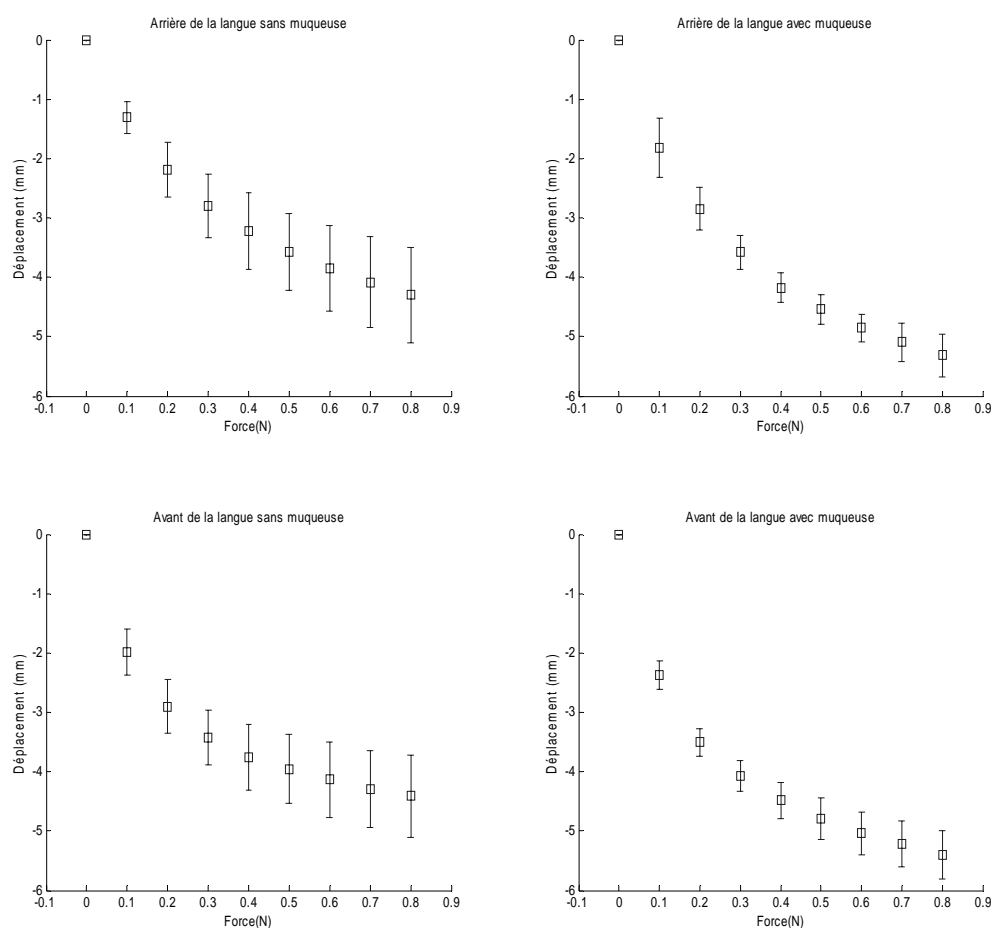 Arrière de la langue sans muqueuse
0
-1
-2
-3
-4
-5
-6
Déplacement (mm)
-0.1 0 0.1 0.2 0.3 0.4 0.5 0.6 0.7 0.8 0.9
Force(N)
Arrière de la langue avec muqueuse
0
-1
-2
-3
-4
-5
-6
Déplacement (mm)
-0.1 0 0.1 0.2 0.3 0.4 0.5 0.6 0.7 0.8 0.9
Force(N)
Avant de la langue sans muqueuse
0
-1
-2
-3
-4
-5
-6
Déplacement (mm)
-0.1 0 0.1 0.2 0.3 0.4 0.5 0.6 0.7 0.8 0.9
Force(N)
Avant de la langue avec muqueuse
0
-1
-2
-3
-4
-5
-6
Déplacement (mm)
-0.1 0 0.1 0.2 0.3 0.4 0.5 0.6 0.7 0.8 0.9
Force(N)